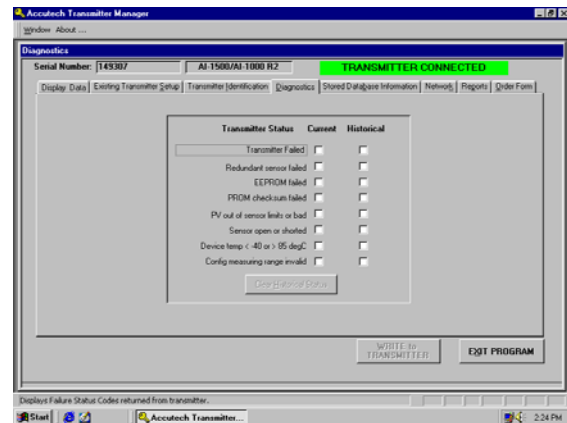 Accutech Transmitter Manager
Window About ...
Diagnostics
Serial Number: 149307 AI-1500/AI-1000 R2 TRANSMITTER CONNECTED
Display Data Existing Transmitter Setup Transmitter Identification Diagnostics Stored Database Information Network Reports Order Form
Transmitter Status Current Historical
Transmitter Failed
Redundant sensor failed
EEPROM failed
PROM checksum failed
PV out of sensor limits or bad
Sensor open or shorted
Device temp < -40 or > 85 degC
Config measuring range invalid
Clear Historical Status
WRITE to
TRANSMITTER
EXIT PROGRAM
Displays Failure Status Codes returned from transmitter.
Start Accutech Transmitter... 2:24 PM